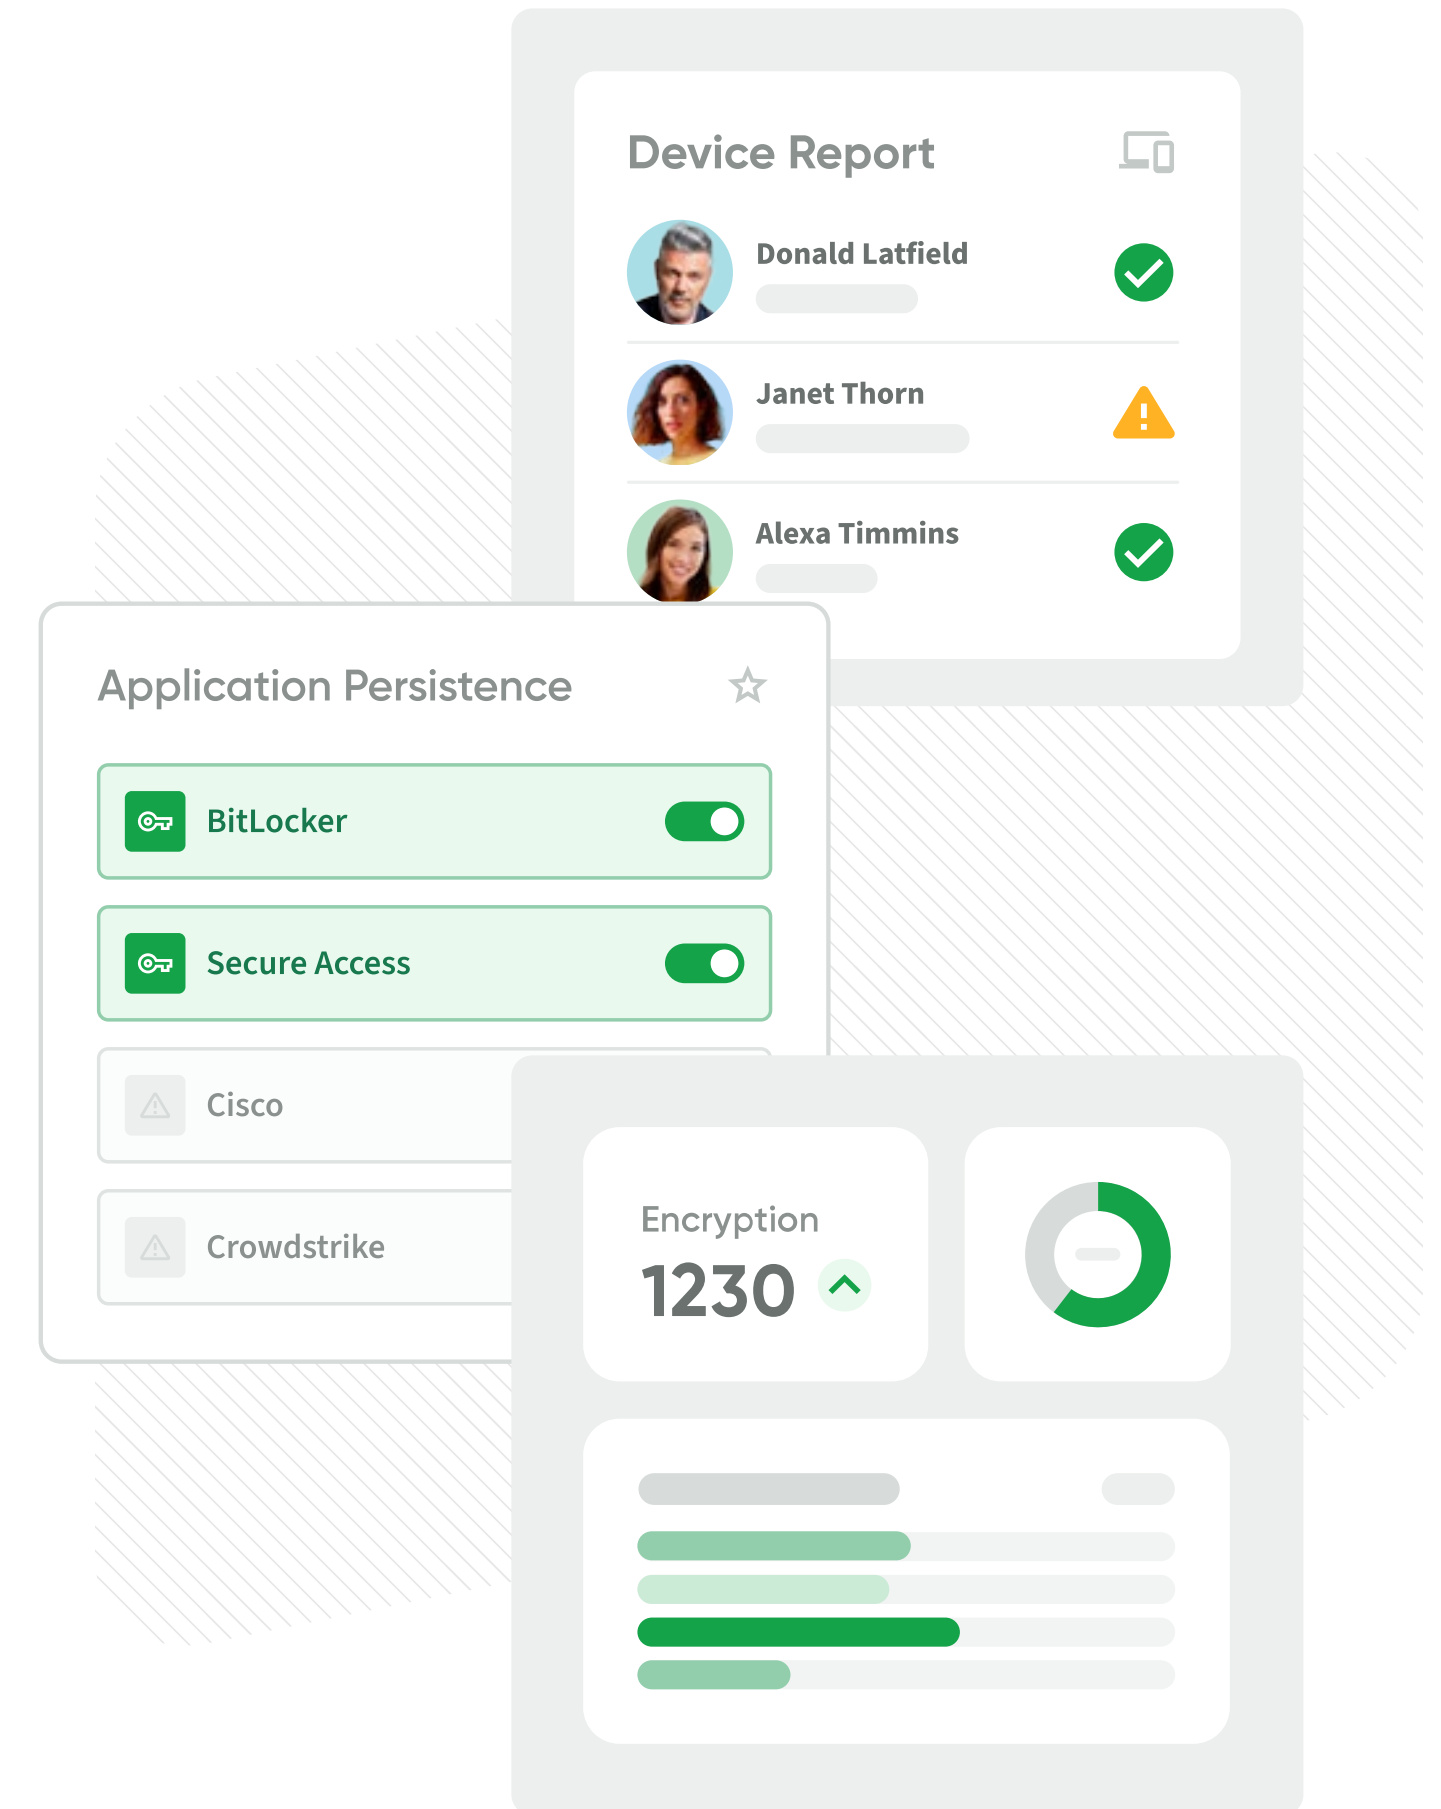 Device Report
Donald Latfield
Janet Thorn
Alexa Timmins
Application Persistence
BitLocker
Secure Access
Cisco
Crowdstrike
Encryption
1230